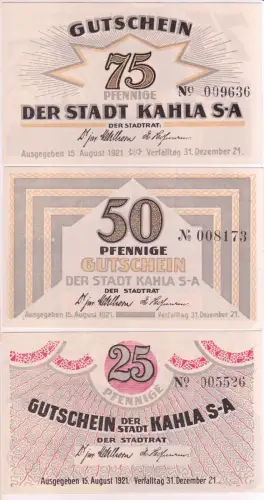 GUTSCHEIN
75
PFENNIGE
No 009636
DER STADT KAHLA S-A
DER STADTRAT:
Ausgegeben 15. August 1921. Verfalltag 31. Dezember 21.
50
PFENNIGE
No 008173
GUTSCHEIN
DER STADT KAHLA S-A
DER STADTRAT
Ausgegeben 15. August 1921. Verfalltag 31. Dezember 21.
25
PFENNIGE
No 005526
GUTSCHEIN DER STADT KAHLA S-A
DER STADTRAT
Ausgegeben 15. August 1921. Verfalltag 31. Dezember 21.